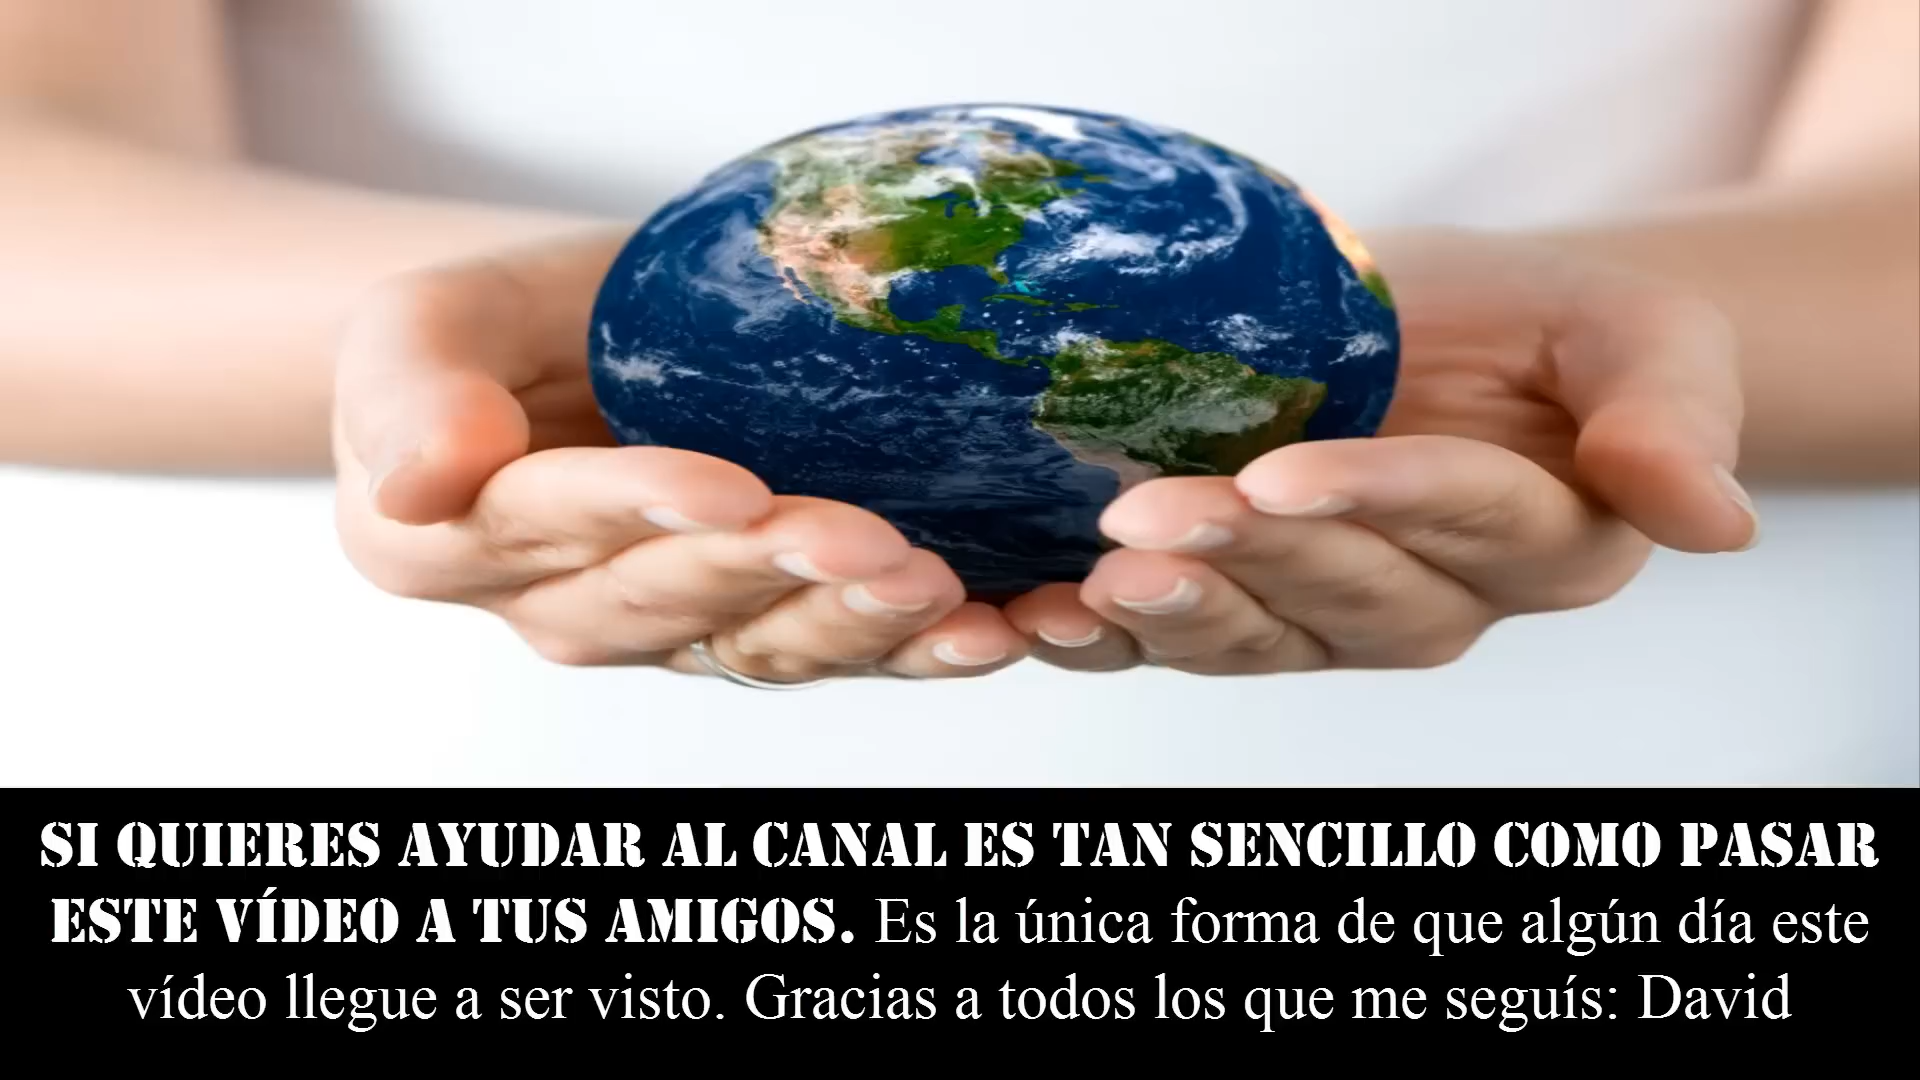 SI QUIERES AYUDAR AL CANAL ES TAN SENCILLO COMO PASAR
ESTE VÍDEO A TUS AMIGOS. Es la única forma de que algún día este
vídeo llegue a ser visto. Gracias a todos los que me seguís: David